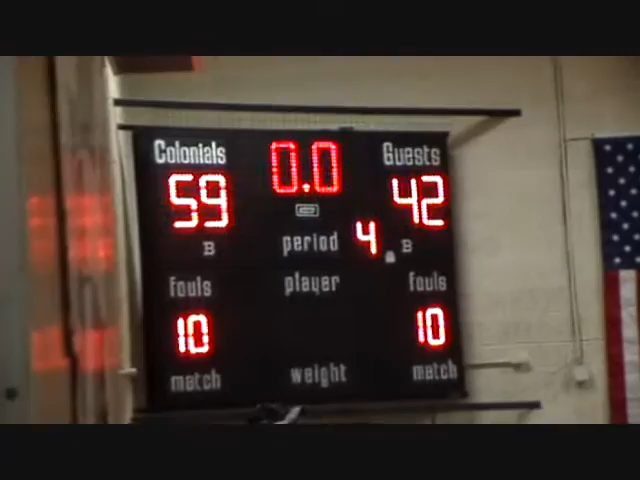 Colonials 0.0 Guests
59 42
B period 4 B
Fouls player Fouls
10 10
match weight match